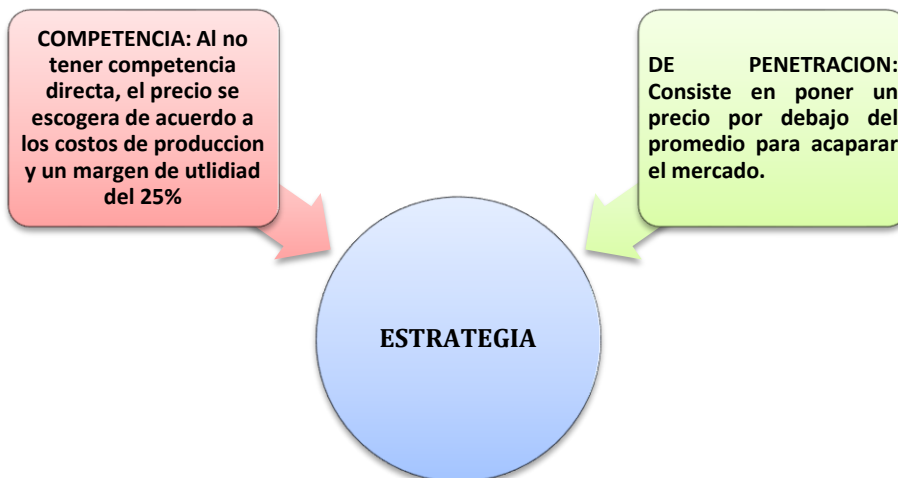 COMPETENCIA: Al no
tener competencia
directa, el precio se
escogera de acuerdo a
los costos de produccion
y un margen de utlidiad
del 25%
DE PENETRACION:
Consiste en poner un
precio por debajo del
promedio para acaparar
el mercado.
ESTRATEGIA